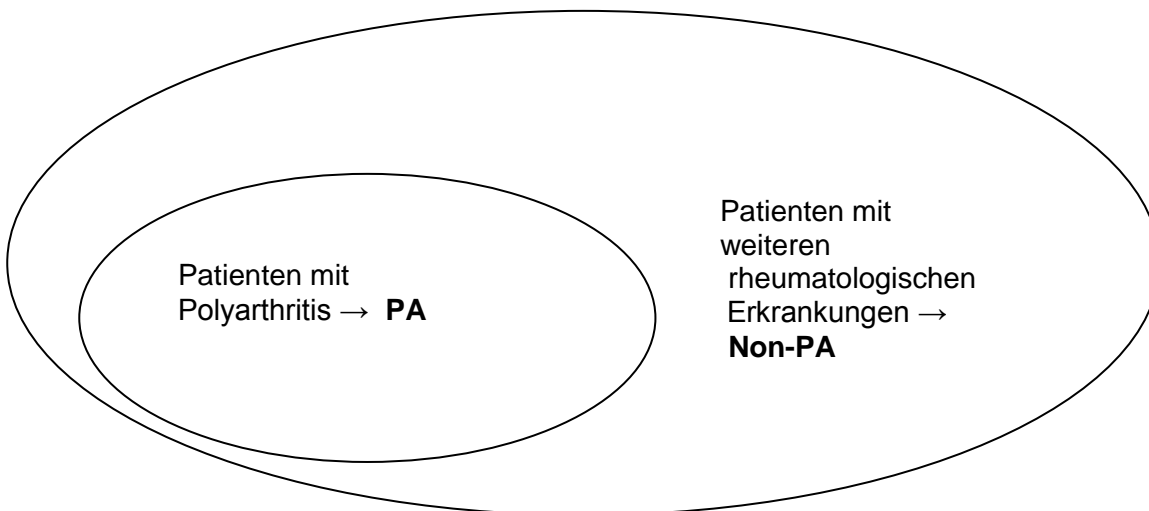 Patienten mit
Polyarthritis → PA
Patienten mit
weiteren
rheumatologischen
Erkrankungen →
Non-PA